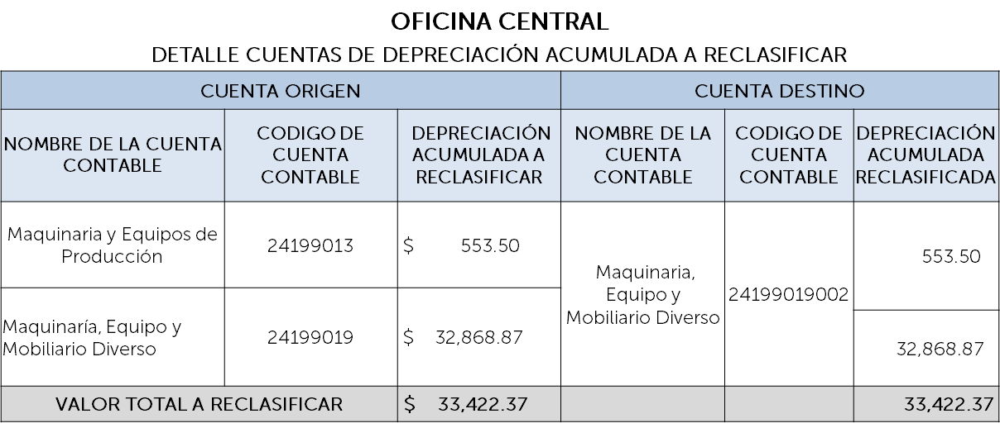 OFICINA CENTRAL
DETALLE CUENTAS DE DEPRECIACIÓN ACUMULADA A RECLASIFICAR
CUENTA ORIGEN
CUENTA DESTINO
NOMBRE DE LA CUENTA
CONTABLE
CODIGO DE
CUENTA
CONTABLE
DEPRECIACIÓN
ACUMULADA A
RECLASIFICAR
NOMBRE DE LA
CUENTA
CONTABLE
CODIGO DE
CUENTA
CONTABLE
DEPRECIACIÓN
ACUMULADA
RECLASIFICADA
Maquinaria y Equipos de
Producción
24199013
$ 553.50
Maquinaria,
Equipo y
Mobiliario Diverso
24199019002
553.50
Maquinaría, Equipo y
Mobiliario Diverso
24199019
$ 32,868.87
32,868.87
VALOR TOTAL A RECLASIFICAR
$ 33,422.37
33,422.37